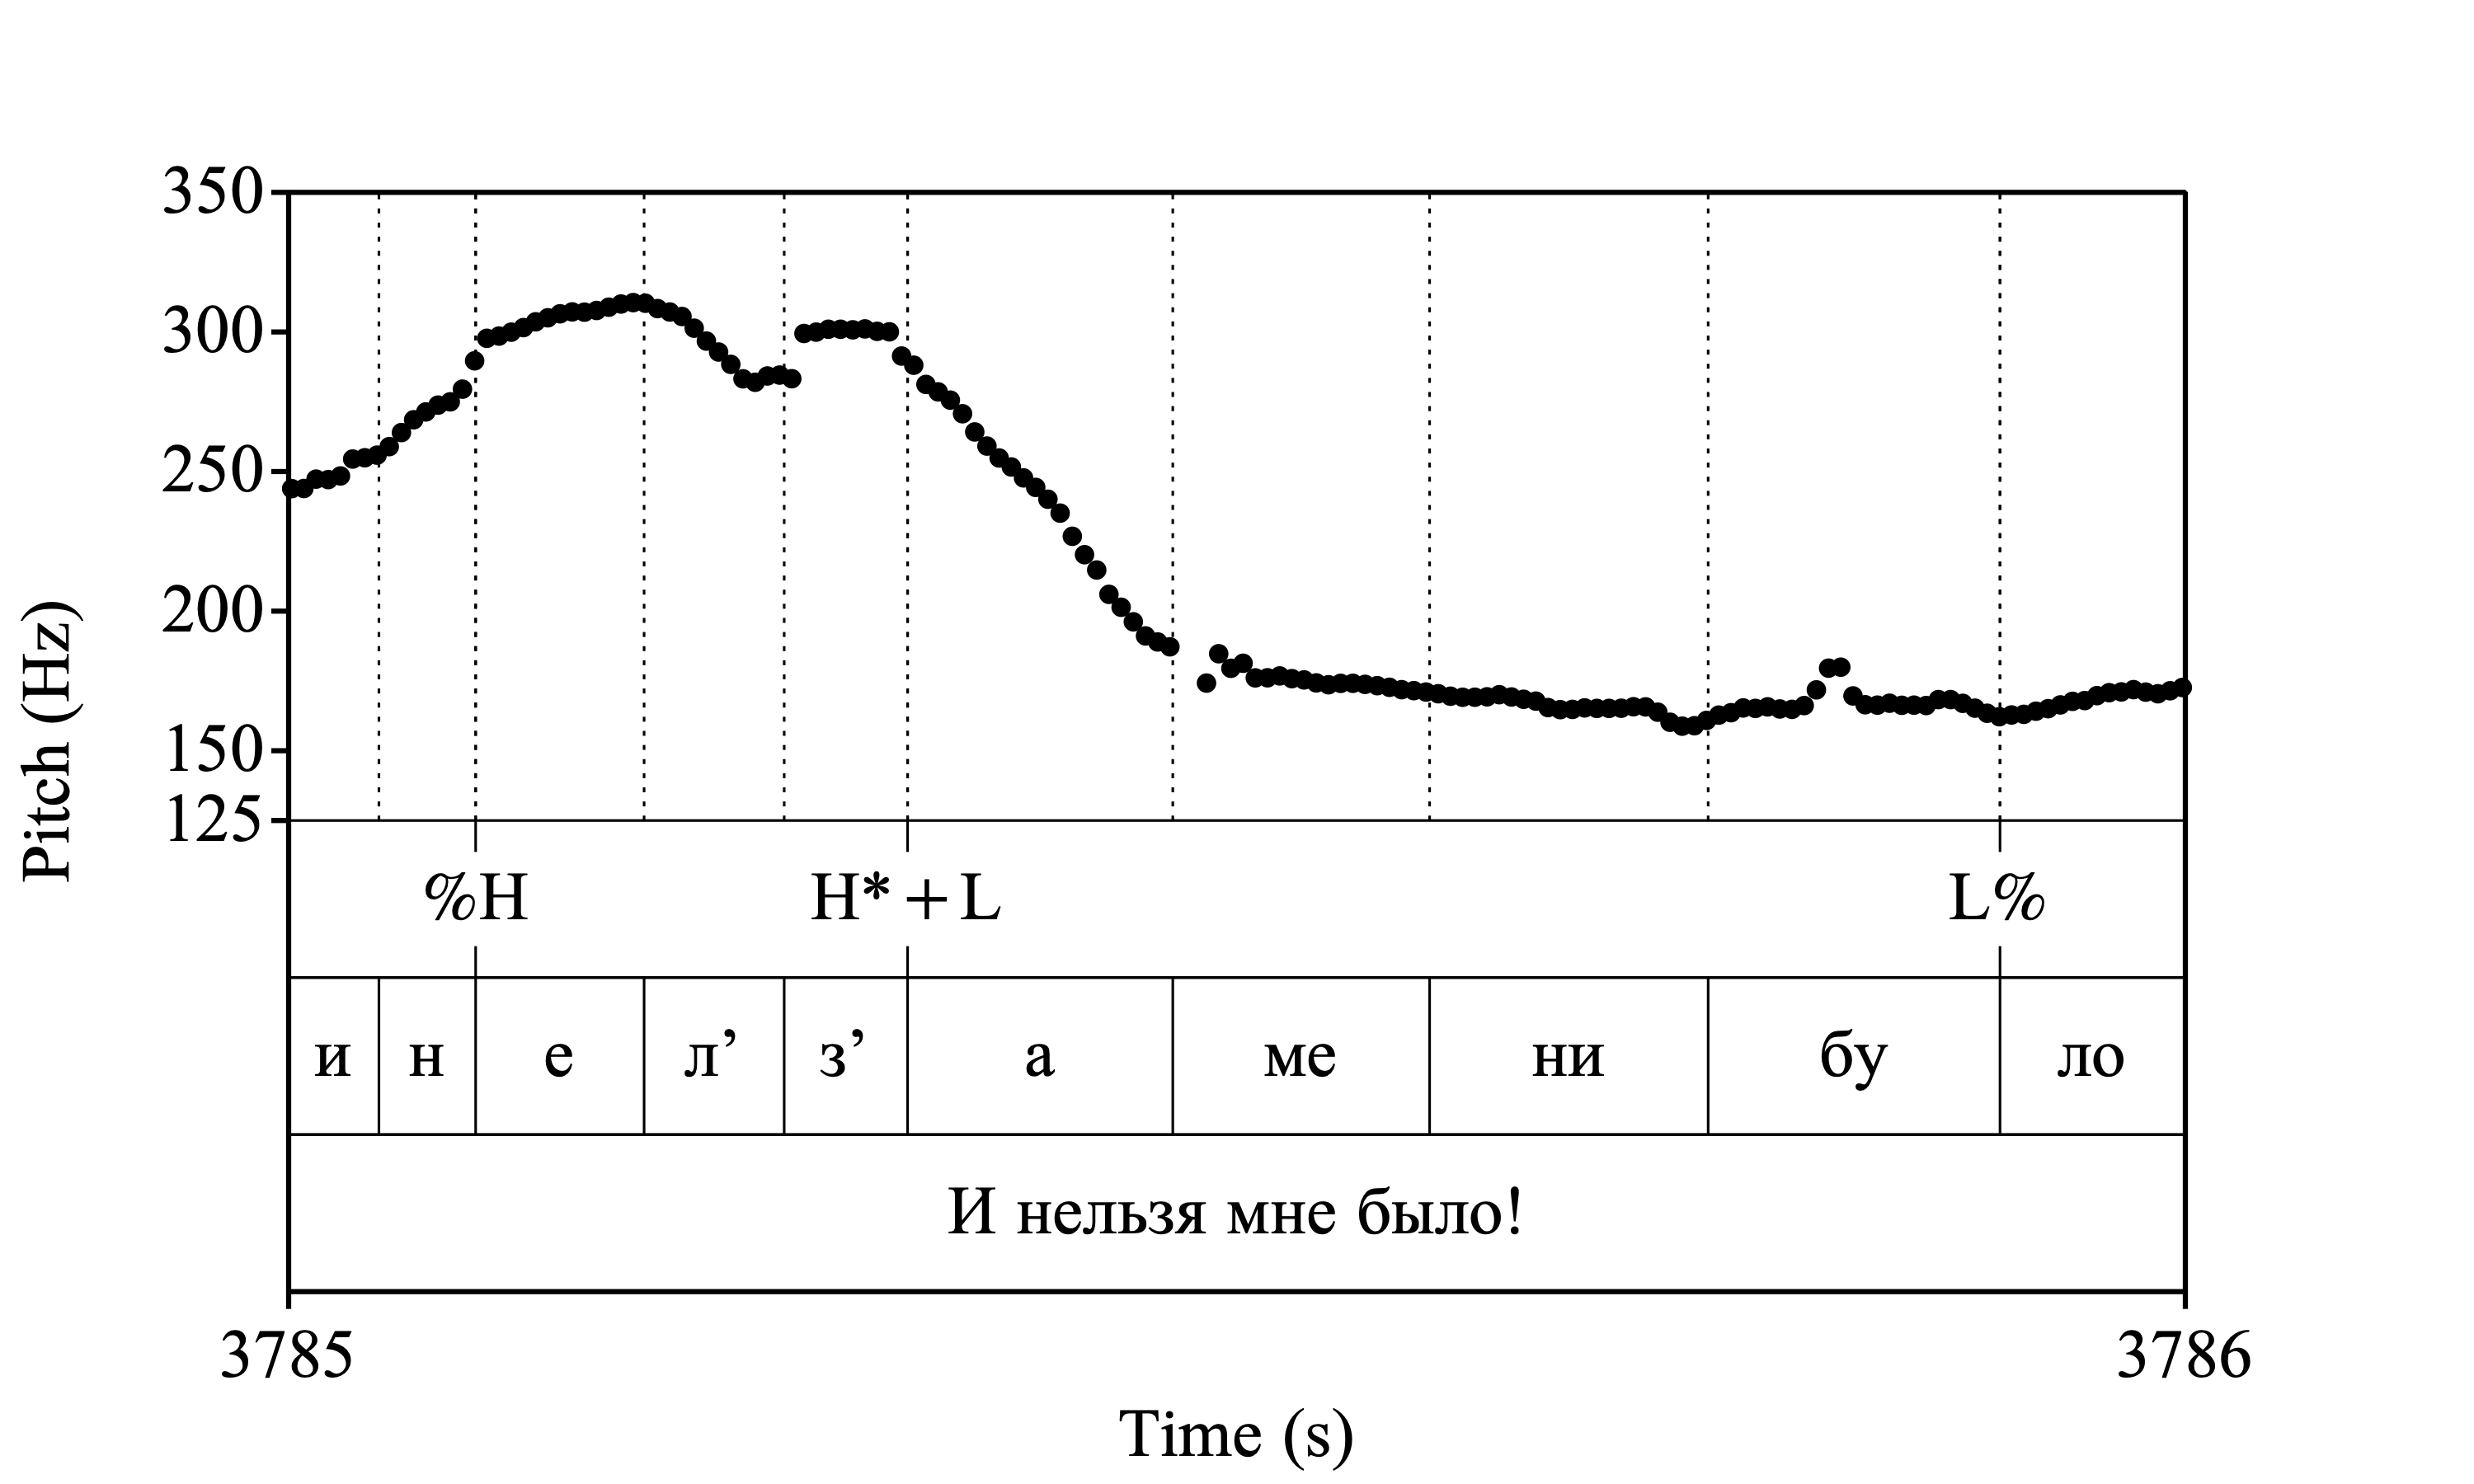 350
300
250
200
150
125
Pitch (Hz)
%H H*+L L%
и н е л’ з’ а ме ни бу ло
И нельзя мне было!
3785 3786
Time (s)